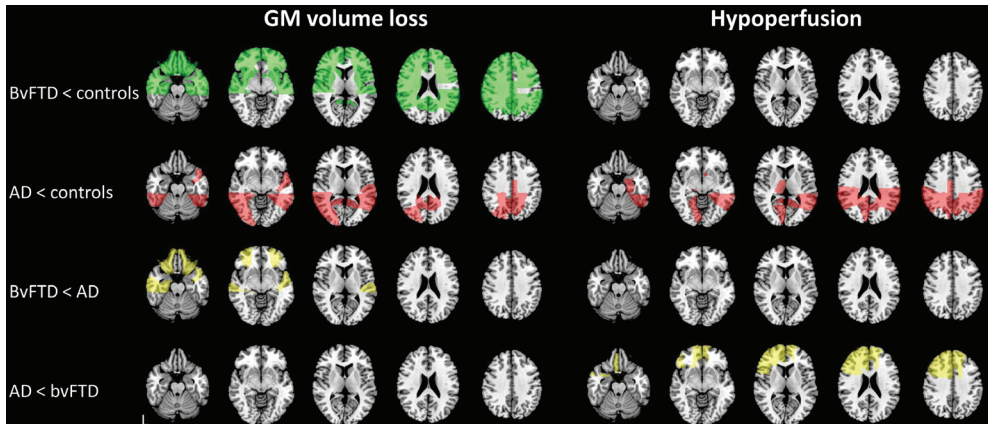 GM volume loss
Hypoperfusion
BvFTD < controls
AD < controls
BvFTD < AD
AD < bvFTD